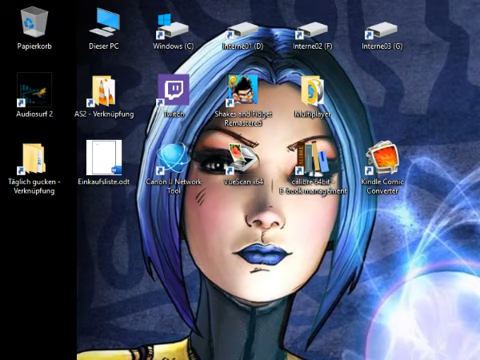 Papierkorb
Dieser PC
Windows (C)
Interne01 (D)
Interne02 (F)
Interne03 (G)
Audiosurf 2
AS2 - Verknüpfung
Twitch
Shakes and Fidget
Remastered
Multiplayer
Täglich gucken -
Verknüpfung
Einkaufsliste.odt
Canon IJ Network
Tool
VueScan x64
calibre 64bit -
E-book management
Kindle Comic
Converter